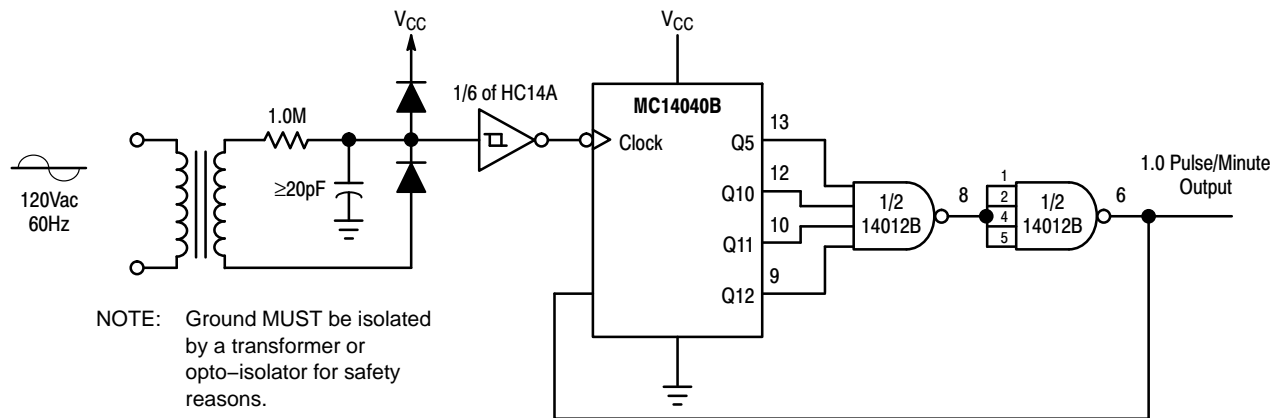 VCC
VCC
1/6 of HC14A
MC14040B
1.0M
13
Clock
Q5
1.0 Pulse/Minute
Output
≥20pF
12
Q10
1/2
14012B
8
1
2
4
5
1/2
14012B
6
120Vac
60Hz
10
Q11
9
Q12
NOTE: Ground MUST be isolated
by a transformer or
opto–isolator for safety
reasons.